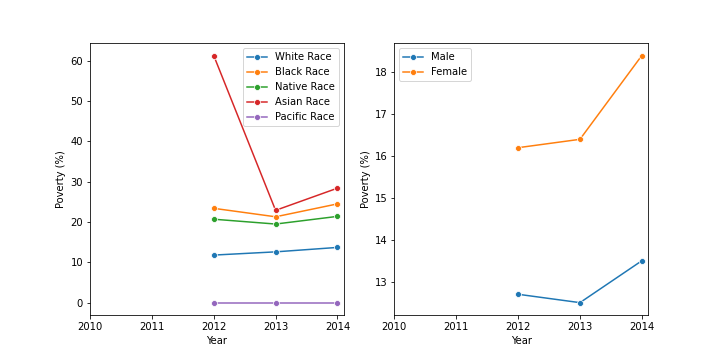 White Race
Black Race
Native Race
Asian Race
Pacific Race
Poverty (%)
60
50
40
30
20
10
0
2010 2011 2012 2013 2014
Year
Male
Female
Poverty (%)
18
17
16
15
14
13
2010 2011 2012 2013 2014
Year